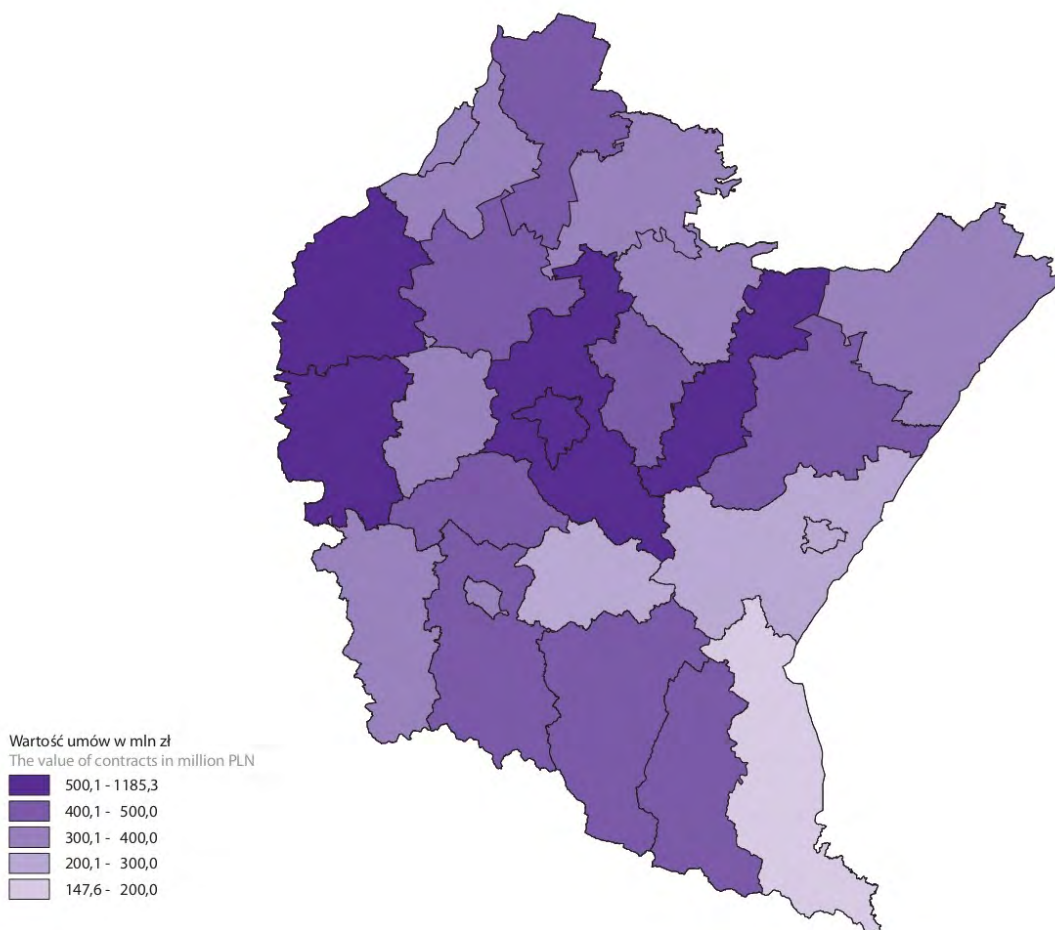 Wartość umów w mln zł
The value of contracts in million PLN
500,1 - 1185,3
400,1 - 500,0
300,1 - 400,0
200,1 - 300,0
147,6 - 200,0